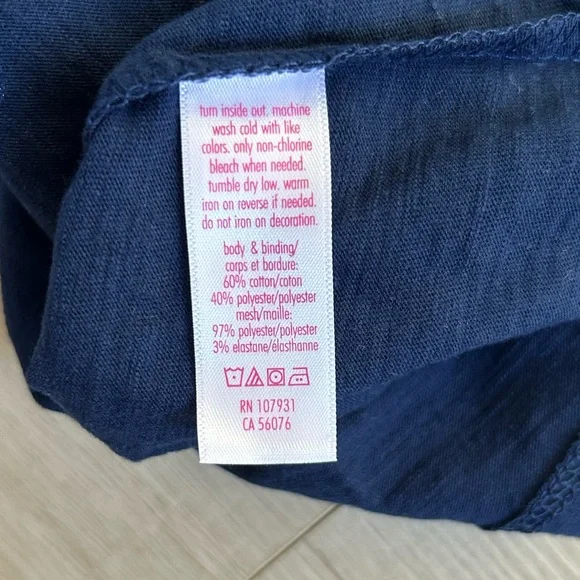 turn inside out. machine
wash cold with like
colors. only non-chlorine
bleach when needed.
tumble dry low. warm
iron on reverse if needed.
do not iron on decoration.
body & binding/
corps et bordure:
60% cotton/coton
40% polyester/polyester
mesh/maille:
97% polyester/polyester
3% elastane/élasthanne
RN 107931
CA 56076